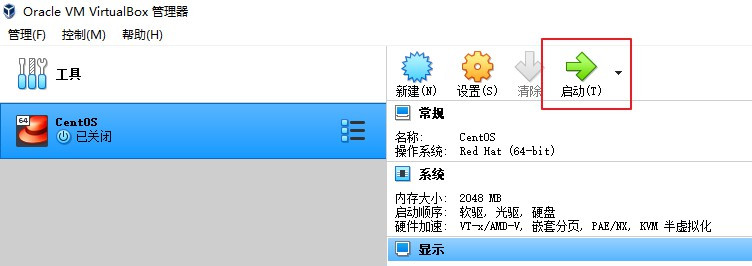 Oracle VM VirtualBox 管理器
管理(F) 控制(M) 帮助(H)
工具
新建(N) 设置(S) 清除 启动(T)
64 CentOS
已关闭
常规
名称: CentOS
操作系统: Red Hat (64-bit)
系统
内存大小: 2048 MB
启动顺序: 软驱, 光驱, 硬盘
硬件加速: VT-x/AMD-V, 嵌套分页, PAE/NX, KVM 半虚拟化
显示